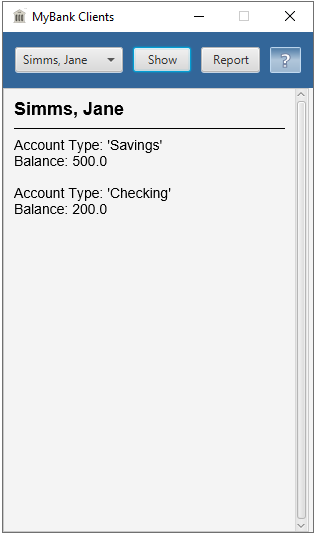 MyBank Clients
Simms, Jane Show Report ?
Simms, Jane
Account Type: 'Savings'
Balance: 500.0
Account Type: 'Checking'
Balance: 200.0